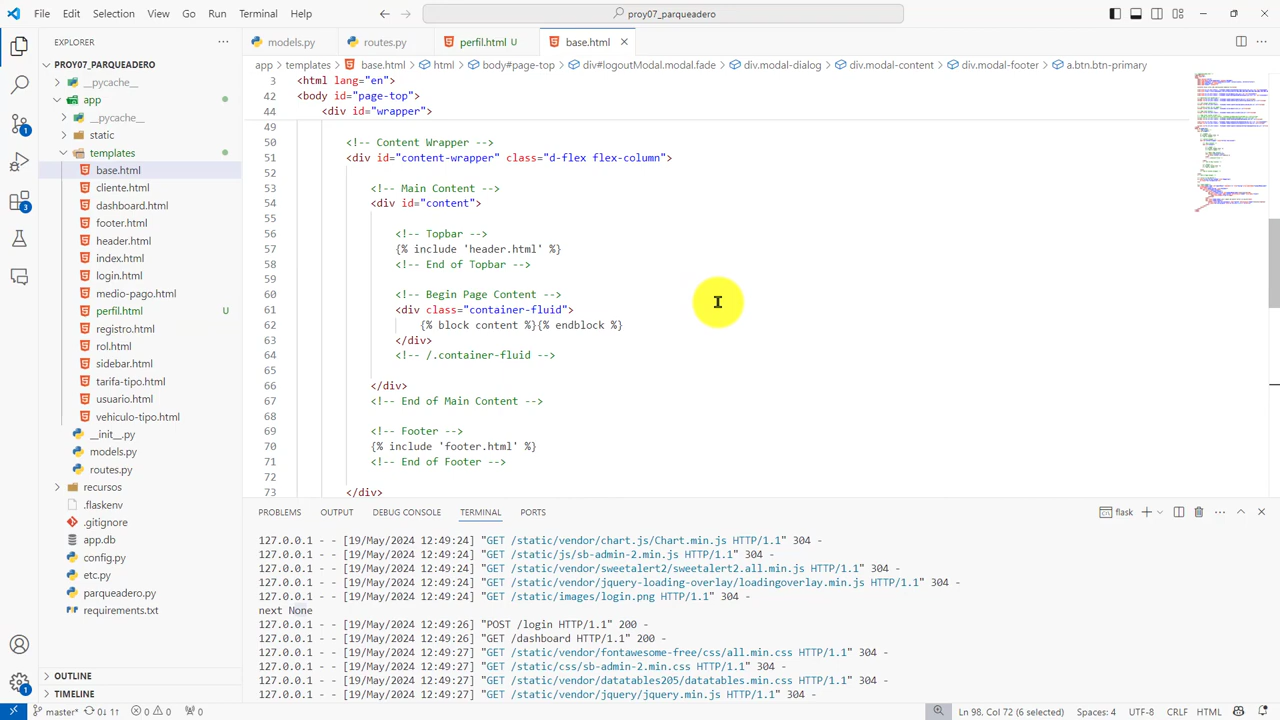 File Edit Selection View Go Run Terminal Help
proy07_parqueadero
EXPLORER
models.py routes.py perfil.html U base.html
app > templates > base.html > html > body#page-top > div#logoutModal.modal.fade > div.modal-dialog > div.modal-content > div.modal-footer > a.btn.btn-primary
PROY07_PARQUEADERO
__pycache__
app
__pycache__
static
templates
base.html
cliente.html
dashboard.html
footer.html
header.html
index.html
login.html
medio-pago.html
perfil.html U
registro.html
rol.html
sidebar.html
tarifa-tipo.html
usuario.html
vehiculo-tipo.html
__init__.py
models.py
routes.py
recursos
.flaskenv
.gitignore
app.db
config.py
etc.py
parqueadero.py
requirements.txt
OUTLINE
TIMELINE
3 <html lang="en">
42 <body id="page-top">
43 <div id="wrapper">
50 <!-- Content Wrapper -->
51 <div id="content-wrapper" class="d-flex flex-column">
52
53 <!-- Main Content -->
54 <div id="content">
55
56 <!-- Topbar -->
57 {% include 'header.html' %}
58 <!-- End of Topbar -->
59
60 <!-- Begin Page Content -->
61 <div class="container-fluid">
62 {% block content %}{% endblock %}
63 </div>
64 <!-- /.container-fluid -->
65
66 </div>
67 <!-- End of Main Content -->
68
69 <!-- Footer -->
70 {% include 'footer.html' %}
71 <!-- End of Footer -->
72
73 </div>
PROBLEMS OUTPUT DEBUG CONSOLE TERMINAL PORTS
flask
127.0.0.1 - - [19/May/2024 12:49:24] "GET /static/vendor/chart.js/Chart.min.js HTTP/1.1" 304 -
127.0.0.1 - - [19/May/2024 12:49:24] "GET /static/js/sb-admin-2.min.js HTTP/1.1" 304 -
127.0.0.1 - - [19/May/2024 12:49:24] "GET /static/vendor/sweetalert2/sweetalert2.all.min.js HTTP/1.1" 304 -
127.0.0.1 - - [19/May/2024 12:49:24] "GET /static/vendor/jquery-loading-overlay/loadingoverlay.min.js HTTP/1.1" 304 -
127.0.0.1 - - [19/May/2024 12:49:24] "GET /static/images/login.png HTTP/1.1" 304 -
next None
127.0.0.1 - - [19/May/2024 12:49:26] "POST /login HTTP/1.1" 200 -
127.0.0.1 - - [19/May/2024 12:49:26] "GET /dashboard HTTP/1.1" 200 -
127.0.0.1 - - [19/May/2024 12:49:27] "GET /static/vendor/fontawesome-free/css/all.min.css HTTP/1.1" 304 -
127.0.0.1 - - [19/May/2024 12:49:27] "GET /static/css/sb-admin-2.min.css HTTP/1.1" 304 -
127.0.0.1 - - [19/May/2024 12:49:27] "GET /static/vendor/datatables205/datatables.min.css HTTP/1.1" 304 -
127.0.0.1 - - [19/May/2024 12:49:27] "GET /static/vendor/jquery/jquery.min.js HTTP/1.1" 304 -
master* 0↓ 1↑ 0 0 0 Ln 98, Col 72 (6 selected) Spaces: 4 UTF-8 CRLF HTML